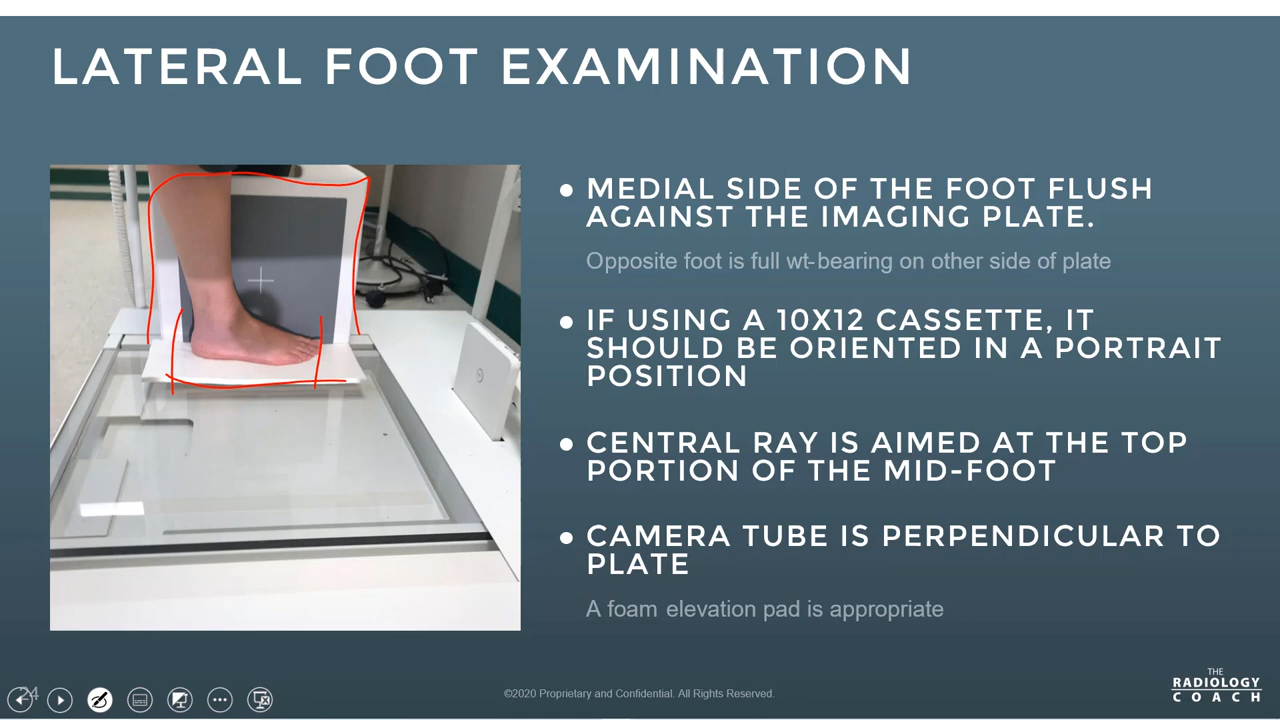 LATERAL FOOT EXAMINATION
• MEDIAL SIDE OF THE FOOT FLUSH
AGAINST THE IMAGING PLATE.
Opposite foot is full wt-bearing on other side of plate
• IF USING A 10X12 CASSETTE, IT
SHOULD BE ORIENTED IN A PORTRAIT
POSITION
• CENTRAL RAY IS AIMED AT THE TOP
PORTION OF THE MID-FOOT
• CAMERA TUBE IS PERPENDICULAR TO
PLATE
A foam elevation pad is appropriate
24
©2020 Proprietary and Confidential. All Rights Reserved.
THE
RADIOLOGY
COACH